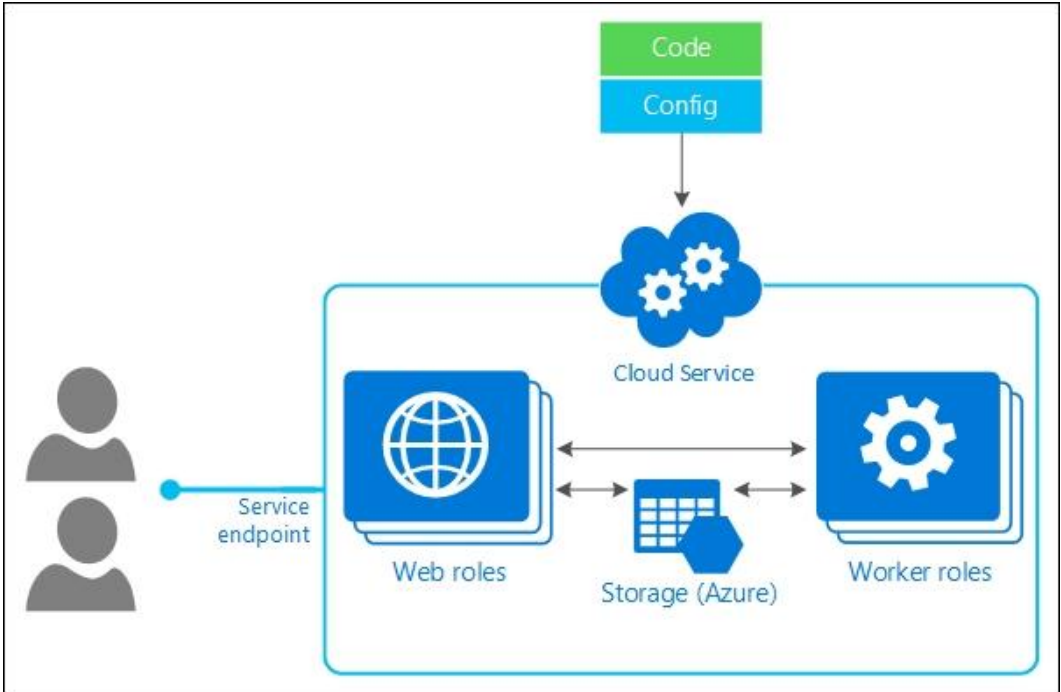 Code
Config
Cloud Service
Service
endpoint
Web roles
Storage (Azure)
Worker roles